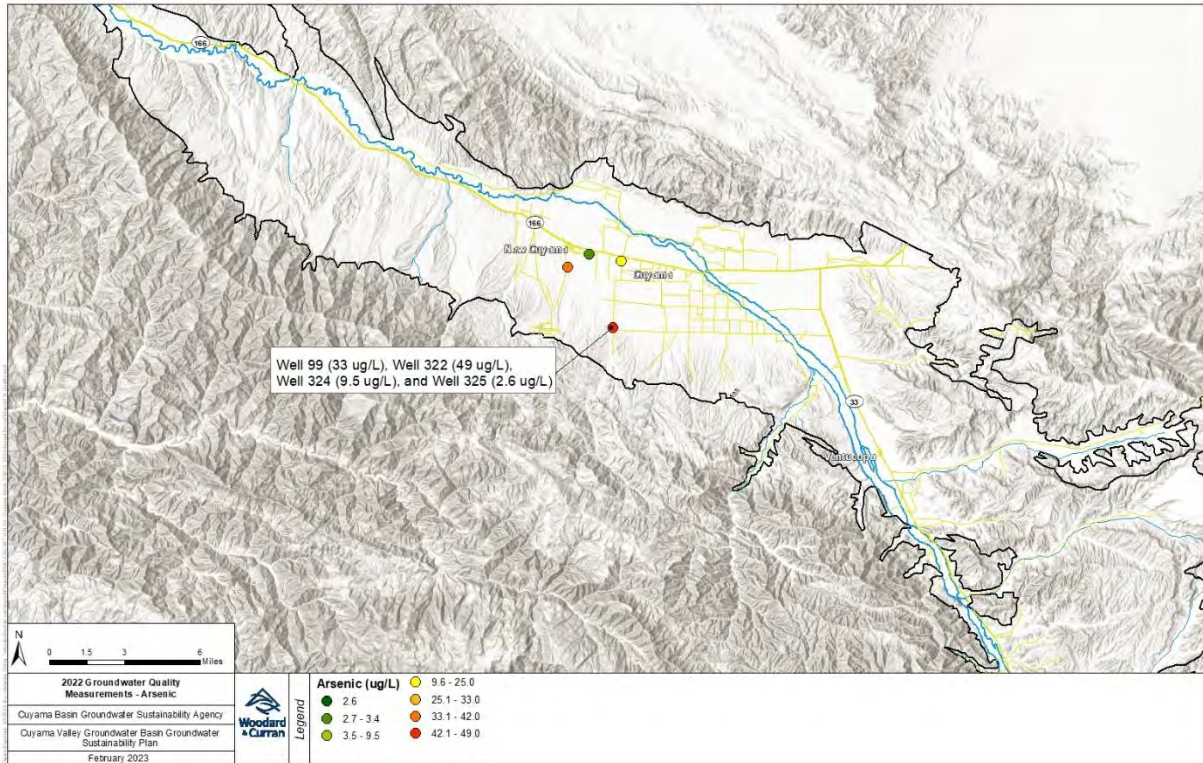 166
166
New Cuyama
Cuyama
Well 99 (33 ug/L), Well 322 (49 ug/L),
Well 324 (9.5 ug/L), and Well 325 (2.6 ug/L)
33
Ventucopa
N
0 1.5 3 6
Miles
2022 Groundwater Quality
Measurements - Arsenic
Cuyama Basin Groundwater Sustainability Agency
Cuyama Valley Groundwater Basin Groundwater
Sustainability Plan
February 2023
Woodard
& Curran
Legend
Arsenic (ug/L)
2.6
2.7 - 3.4
3.5 - 9.5
9.6 - 25.0
25.1 - 33.0
33.1 - 42.0
42.1 - 49.0